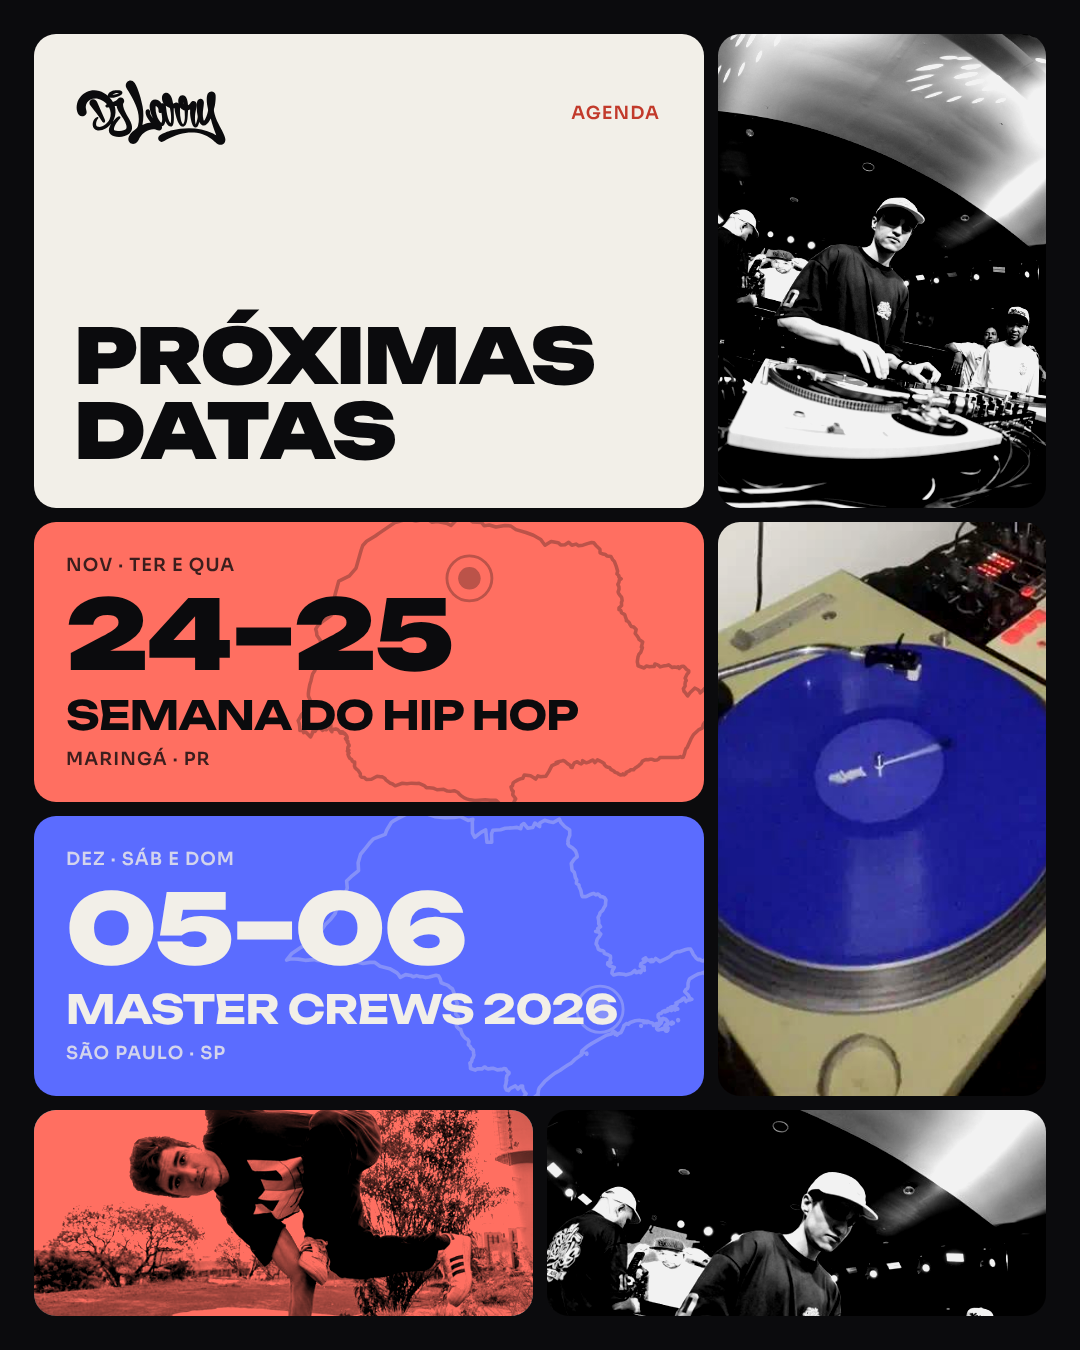 Dj Lavvy
AGENDA
PRÓXIMAS
DATAS
NOV · TER E QUA
24–25
SEMANA DO HIP HOP
MARINGÁ · PR
DEZ · SÁB E DOM
05–06
MASTER CREWS 2026
SÃO PAULO · SP